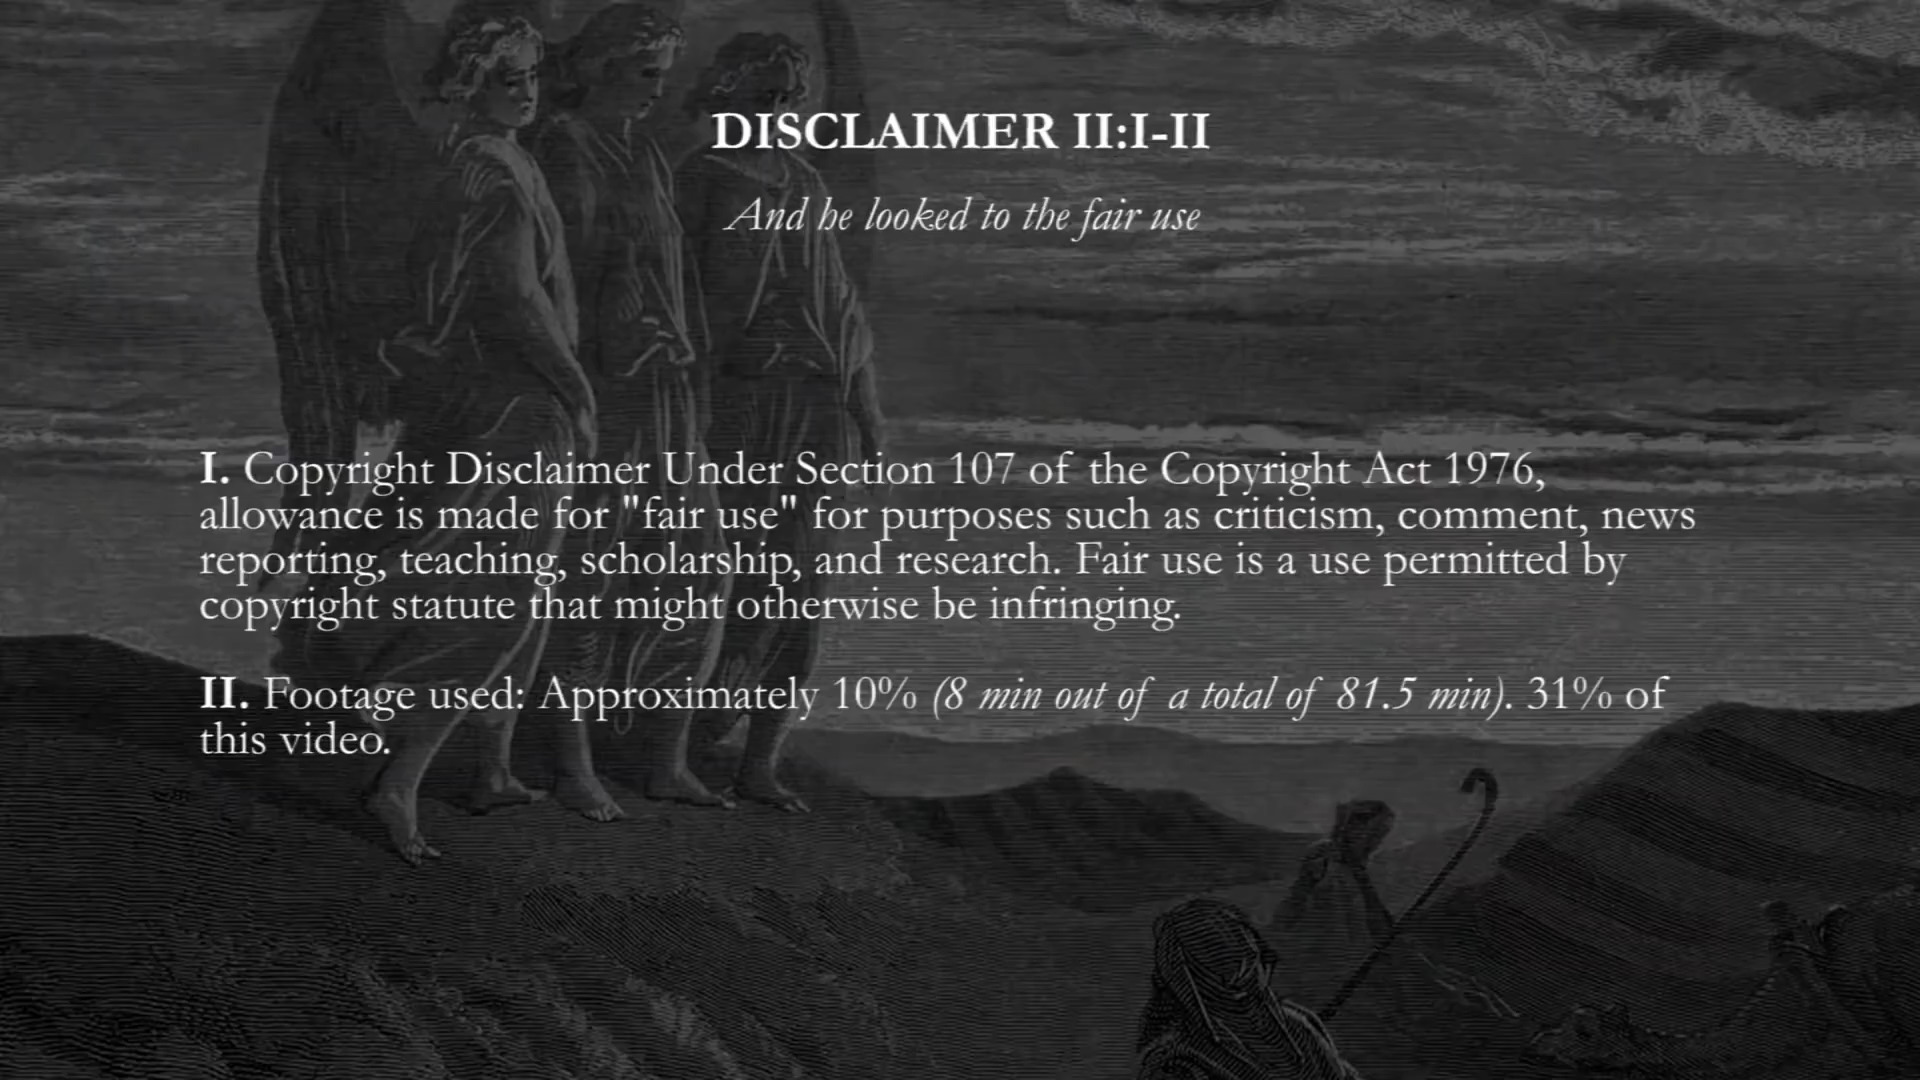 DISCLAIMER II:I-II
And he looked to the fair use
I. Copyright Disclaimer Under Section 107 of the Copyright Act 1976,
allowance is made for "fair use" for purposes such as criticism, comment, news
reporting, teaching, scholarship, and research. Fair use is a use permitted by
copyright statute that might otherwise be infringing.
II. Footage used: Approximately 10% (8 min out of a total of 81.5 min). 31% of
this video.